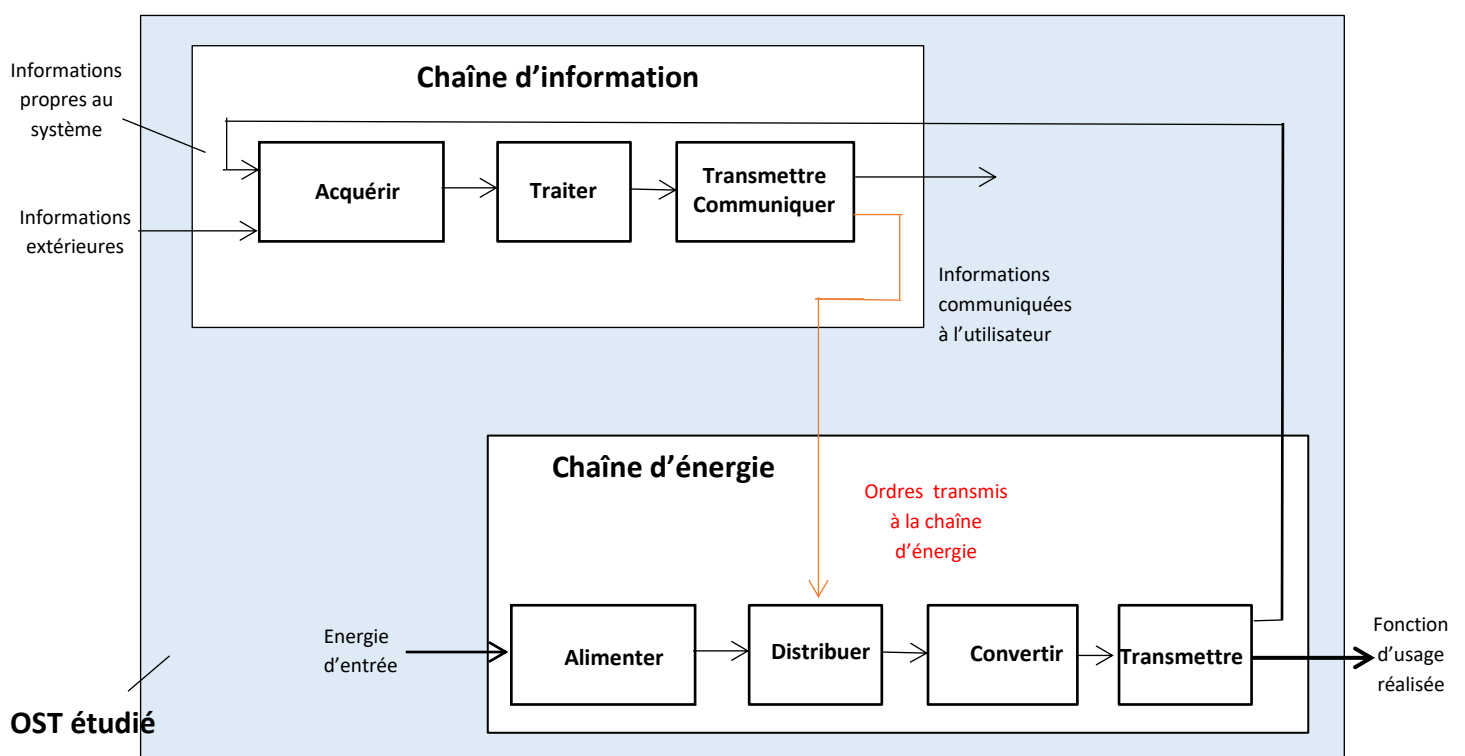 Chaîne d’information
Informations
propres au
système
Acquérir
Traiter
Transmettre
Communiquer
Informations
extérieures
Informations
communiquées
à l’utilisateur
Chaîne d’énergie
Ordres transmis
à la chaîne
d’énergie
Energie
d’entrée
Alimenter
Distribuer
Convertir
Transmettre
Fonction
d’usage
réalisée
OST étudié